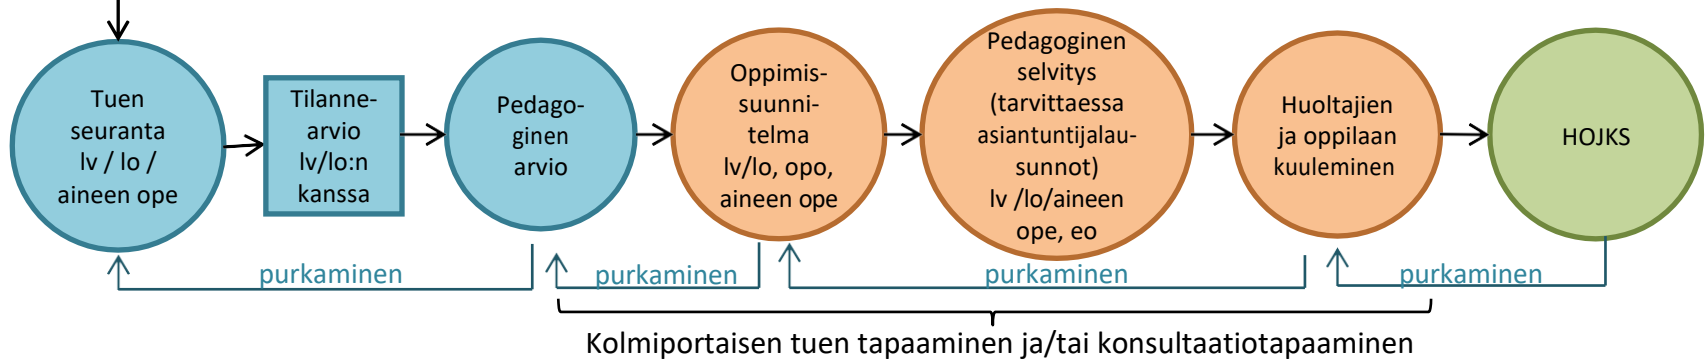 Tuen
seuranta
lv / lo /
aineen ope
Tilanne-
arvio
lv/lo:n
kanssa
Pedago-
ginen
arvio
Oppimis-
suunni-
telma
lv/lo, opo,
aineen ope
Pedagoginen
selvitys
(tarvittaessa
asiantuntijalau-
sunnot)
lv /lo/aineen
ope, eo
Huoltajien
ja oppilaan
kuuleminen
HOJKS
purkaminen
purkaminen
purkaminen
purkaminen
Kolmiportaisen tuen tapaaminen ja/tai konsultaatiotapaaminen